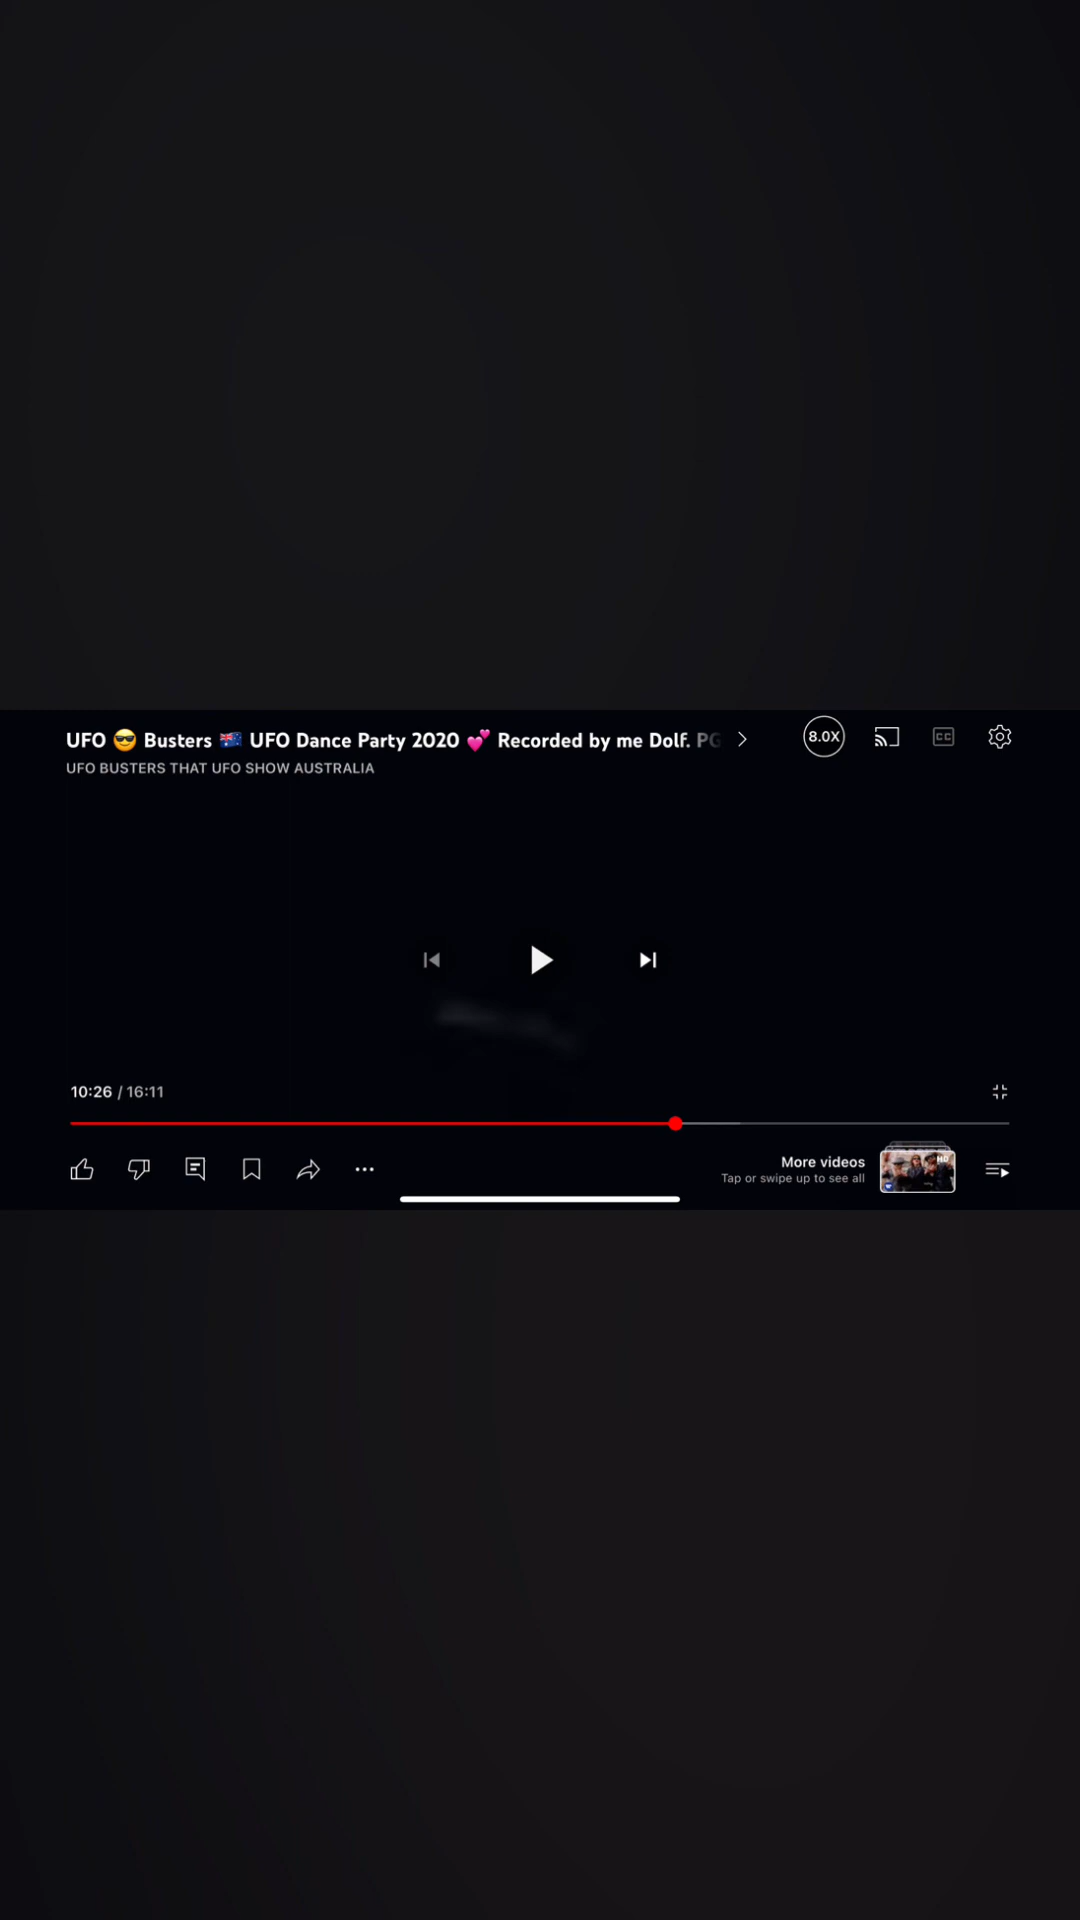 UFO 😎 Busters 🇦🇺 UFO Dance Party 2020 💕 Recorded by me Dolf. PG
8.0X
CC
UFO BUSTERS THAT UFO SHOW AUSTRALIA
10:26 / 16:11
More videos
Tap or swipe up to see all
HD